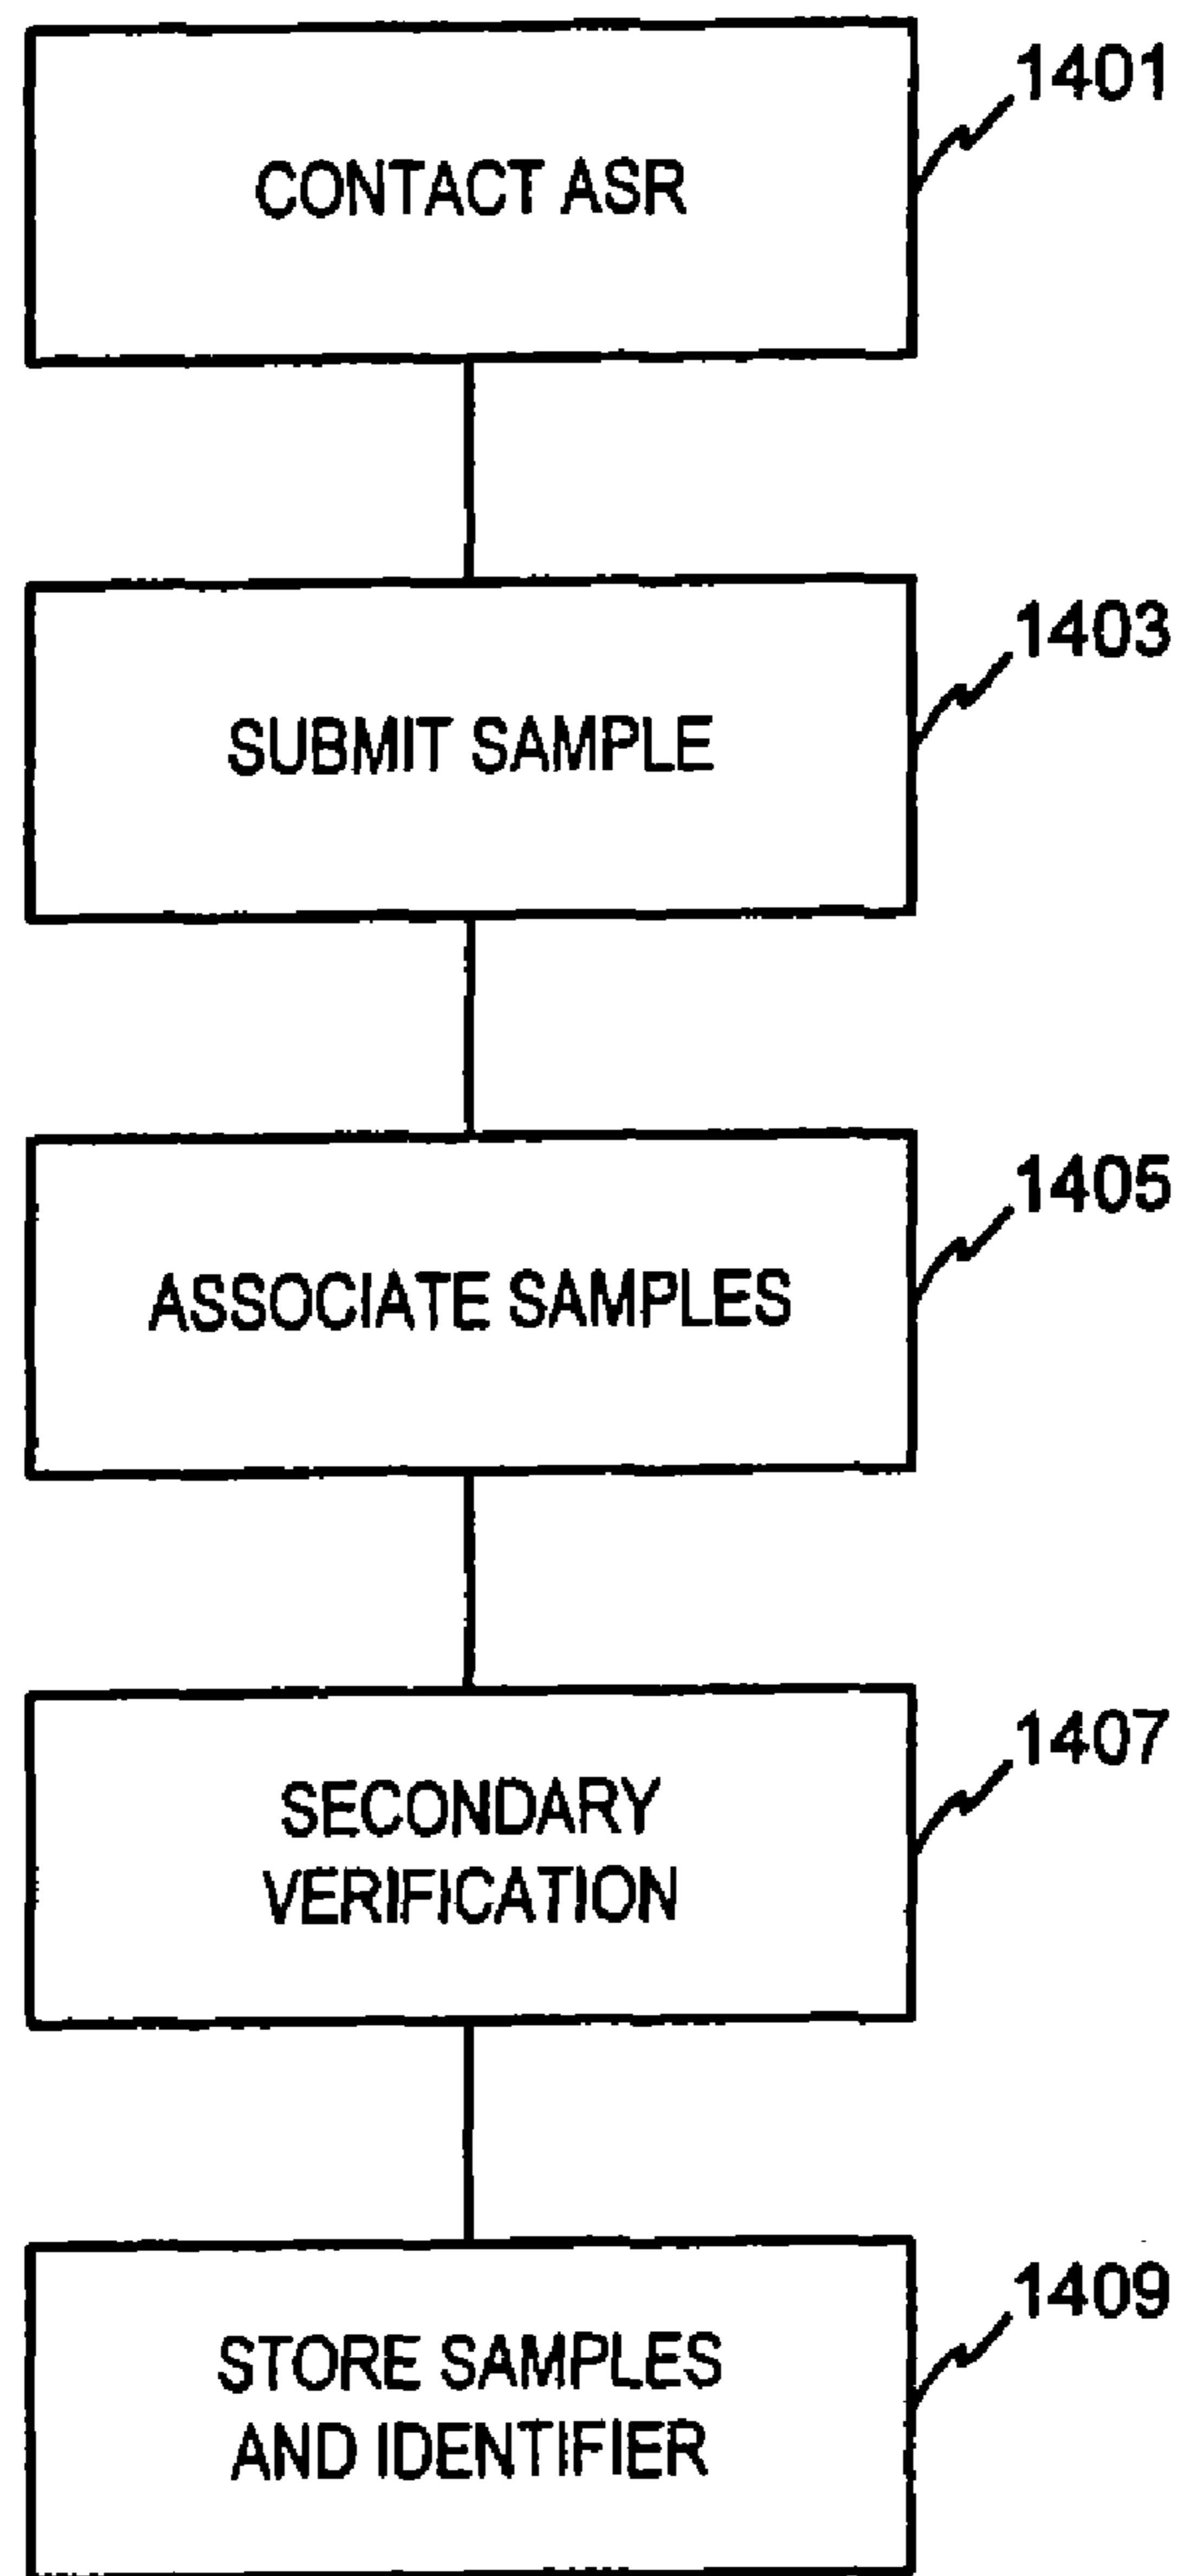 1401
CONTACT ASR
1403
SUBMIT SAMPLE
1405
ASSOCIATE SAMPLES
1407
SECONDARY
VERIFICATION
1409
STORE SAMPLES
AND IDENTIFIER